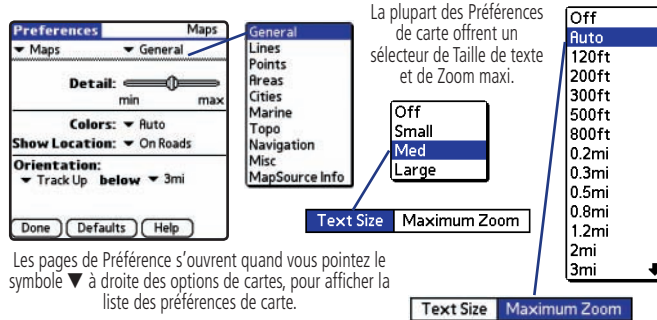 Preferences Maps
▼ Maps ▼ General
Detail:
min max
Colors: ▼ Auto
Show Location: ▼ On Roads
Orientation:
▼ Track Up below ▼ 3mi
Done Defaults Help
General
Lines
Points
Areas
Cities
Marine
Topo
Navigation
Misc
MapSource Info
La plupart des Préférences
de carte offrent un
sélecteur de Taille de texte
et de Zoom maxi.
Off
Small
Med
Large
Text Size Maximum Zoom
Off
Auto
120ft
200ft
300ft
500ft
800ft
0.2mi
0.3mi
0.5mi
0.8mi
1.2mi
2mi
3mi
Text Size Maximum Zoom
Les pages de Préférence s’ouvrent quand vous pointez le
symbole ▼ à droite des options de cartes, pour afficher la
liste des préférences de carte.